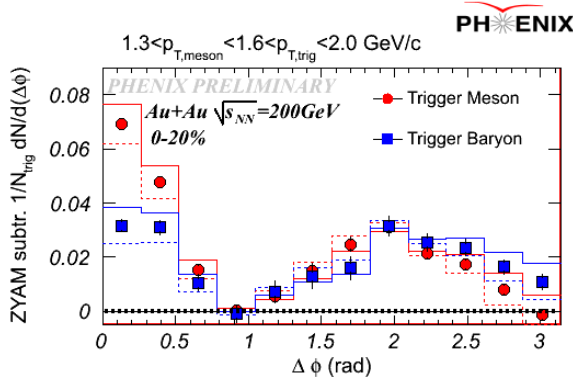 PHENIX
1.3<p_T,meson<1.6<p_T,trig<2.0 GeV/c
PHENIX PRELIMINARY
Au+Au √s_NN=200GeV
0-20%
Trigger Meson
Trigger Baryon
ZYAM subtr. 1/N_trig dN/d(Δϕ)
0.08
0.06
0.04
0.02
0
0 0.5 1 1.5 2 2.5 3
Δ ϕ (rad)